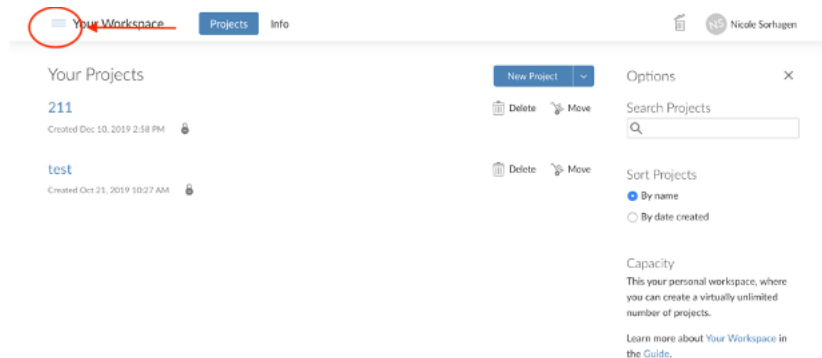 Your Workspace Projects Info NS Nicole Sorhagen
Your Projects New Project Options
211 Delete Move Search Projects
Created Dec 10, 2019 2:58 PM
test Delete Move Sort Projects
Created Oct 21, 2019 10:27 AM By name
By date created
Capacity
This your personal workspace, where
you can create a virtually unlimited
number of projects.
Learn more about Your Workspace in
the Guide.